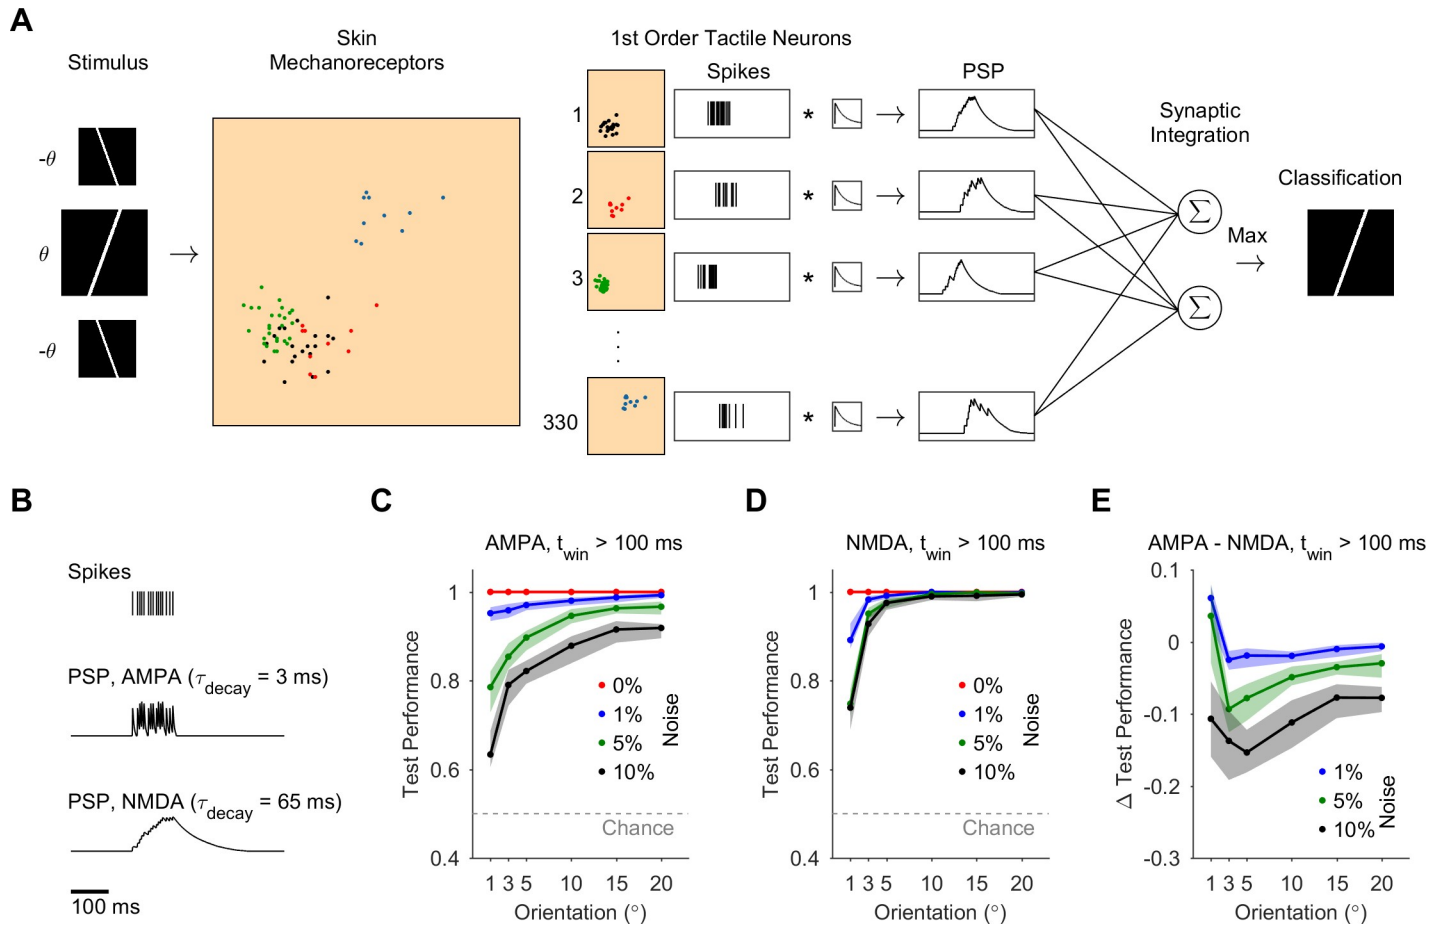 A
Stimulus
Skin
Mechanoreceptors
1st Order Tactile Neurons
Spikes
PSP
Synaptic
Integration
Classification
-θ
θ
-θ
1
*
2
*
3
*
330
*
Σ
Σ
Max
B
Spikes
PSP, AMPA (τdecay = 3 ms)
PSP, NMDA (τdecay = 65 ms)
100 ms
C
AMPA, twin > 100 ms
Test Performance
1
0.8
0.6
0.4
0%
1%
5%
10%
Noise
Chance
1 3 5 10 15 20
Orientation (°)
D
NMDA, twin > 100 ms
Test Performance
1
0.8
0.6
0.4
0%
1%
5%
10%
Noise
Chance
1 3 5 10 15 20
Orientation (°)
E
AMPA - NMDA, twin > 100 ms
Δ Test Performance
0.1
0
-0.1
-0.2
-0.3
1%
5%
10%
Noise
1 3 5 10 15 20
Orientation (°)